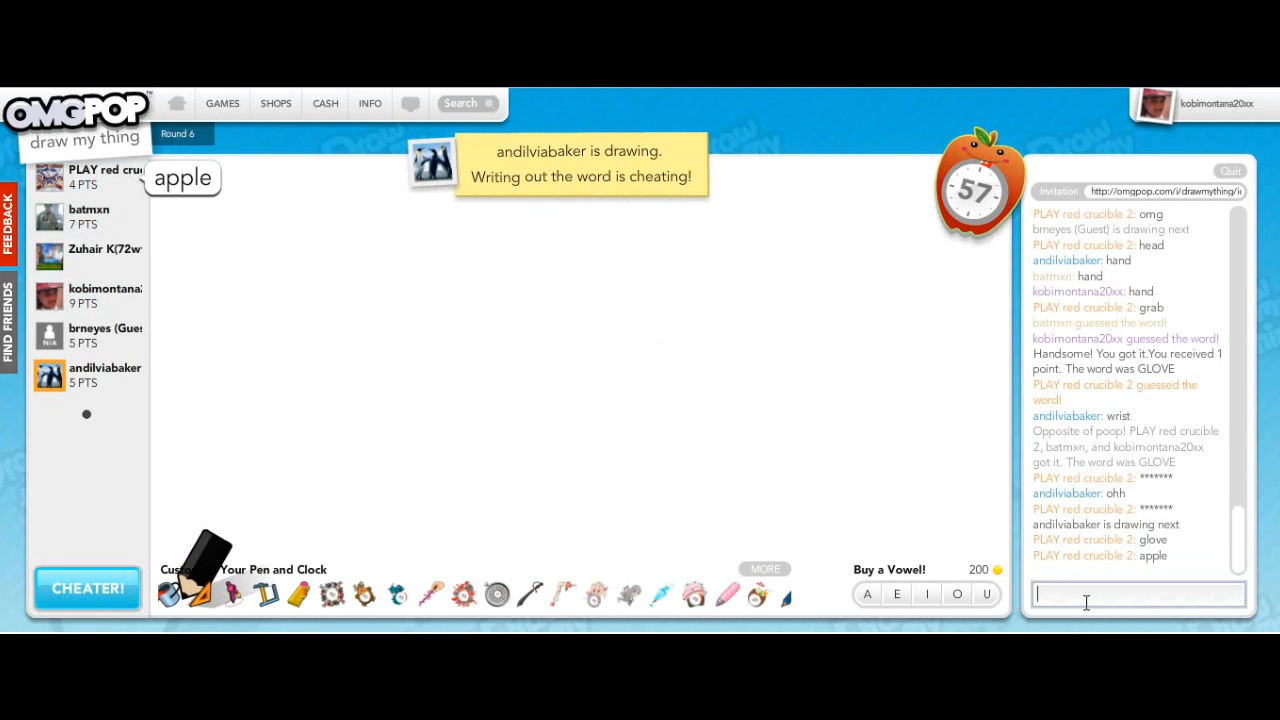 OMGPOP
draw my thing
GAMES SHOPS CASH INFO Search
kobimontana20xx
Round 6
FEEDBACK
FIND FRIENDS
PLAY red cru
4 PTS
apple
batmxn
7 PTS
Zuhair K(72w
kobimontana
9 PTS
N/A
brneyes (Gues
5 PTS
andilviabaker
5 PTS
CHEATER!
andilviabaker is drawing.
Writing out the word is cheating!
57
Your Pen and Clock
MORE
Buy a Vowel! 200
A E I O U
Quit
Invitation http://omgpop.com/i/drawmything/i
PLAY red crucible 2: omg
brneyes (Guest) is drawing next
PLAY red crucible 2: head
andilviabaker: hand
batmxn: hand
kobimontana20xx: hand
PLAY red crucible 2: grab
batmxn guessed the word!
kobimontana20xx guessed the word!
Handsome! You got it.You received 1
point. The word was GLOVE
PLAY red crucible 2 guessed the
word!
andilviabaker: wrist
Opposite of poop! PLAY red crucible
2, batmxn, and kobimontana20xx
got it. The word was GLOVE
PLAY red crucible 2: *******
andilviabaker: ohh
PLAY red crucible 2: *******
andilviabaker is drawing next
PLAY red crucible 2: glove
PLAY red crucible 2: apple